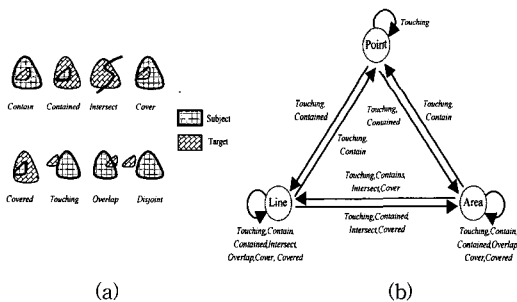 Contain Contained Intersect Cover
Subject
Target
Covered Touching Overlap Disjoint
(a)
Touching
Point
Touching,
Contained
Touching,
Contain
Touching,
Contained
Touching,
Contain
Touching,Contains,
Intersect,Cover
Line
Area
Touching,Contained,
Intersect,Covered
Touching,Contain,
Contained,Intersect,
Overlap,Cover, Covered
Touching,Contain,
Contained,Overlap
Cover,Covered
(b)